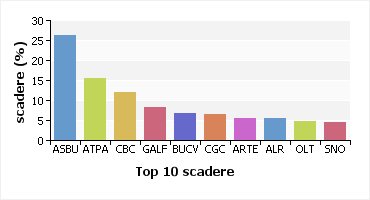 scadere (%)
30
25
20
15
10
5
0
ASBU ATPA CBC GALF BUCV CGC ARTE ALR OLT SNO
Top 10 scadere